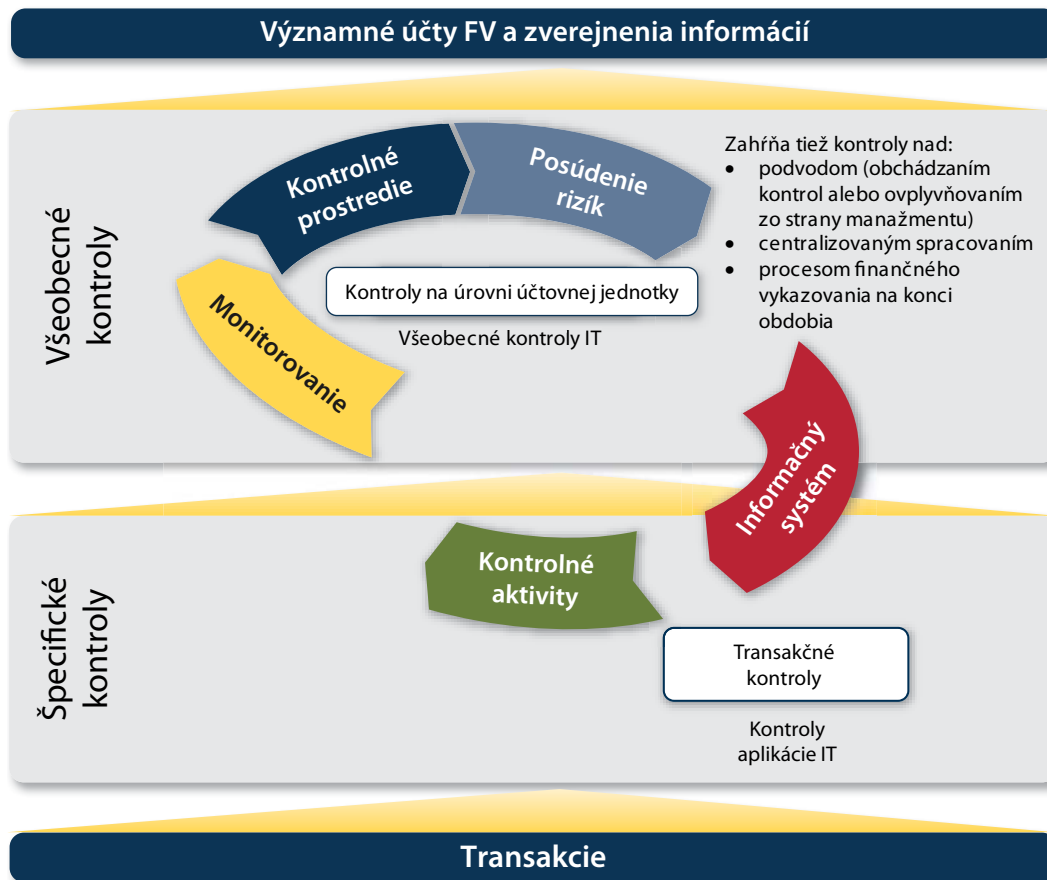 Významné účty FV a zverejnenia informácií
Všeobecné
kontroly
Kontrolné
prostredie
Posúdenie
rizík
Zahŕňa tiež kontroly nad:
• podvodom (obchádzaním
kontrol alebo ovplyvňovaním
zo strany manažmentu)
• centralizovaným spracovaním
• procesom finančného
vykazovania na konci
obdobia
Kontroly na úrovni účtovnej jednotky
Všeobecné kontroly IT
Monitorovanie
Informačný
systém
Špecifické
kontroly
Kontrolné
aktivity
Transakčné
kontroly
Kontroly
aplikácie IT
Transakcie